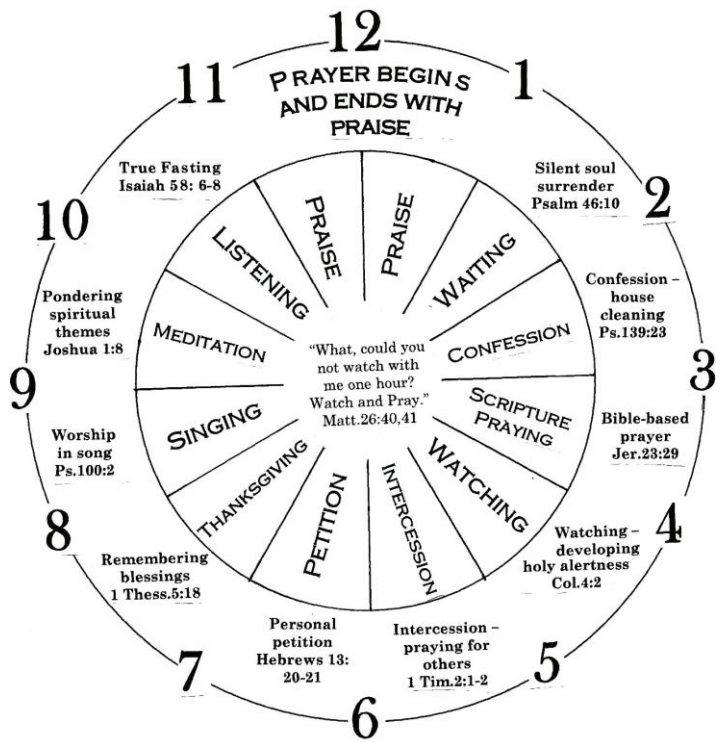 12
1
2
3
4
5
6
7
8
9
10
11
PRAYER BEGINS
AND ENDS WITH
PRAISE
Silent soul
surrender
Psalm 46:10
Confession –
house
cleaning
Ps.139:23
Bible-based
prayer
Jer.23:29
Watching –
developing
holy alertness
Col.4:2
Intercession –
praying for
others
1 Tim.2:1-2
Personal
petition
Hebrews 13:
20-21
Remembering
blessings
1 Thess.5:18
Worship
in song
Ps.100:2
Pondering
spiritual
themes
Joshua 1:8
True Fasting
Isaiah 58: 6-8
PRAISE
WAITING
CONFESSION
SCRIPTURE
PRAYING
WATCHING
INTERCESSION
PETITION
THANKSGIVING
SINGING
MEDITATION
LISTENING
PRAISE
“What, could you
not watch with
me one hour?
Watch and Pray.”
Matt.26:40,41